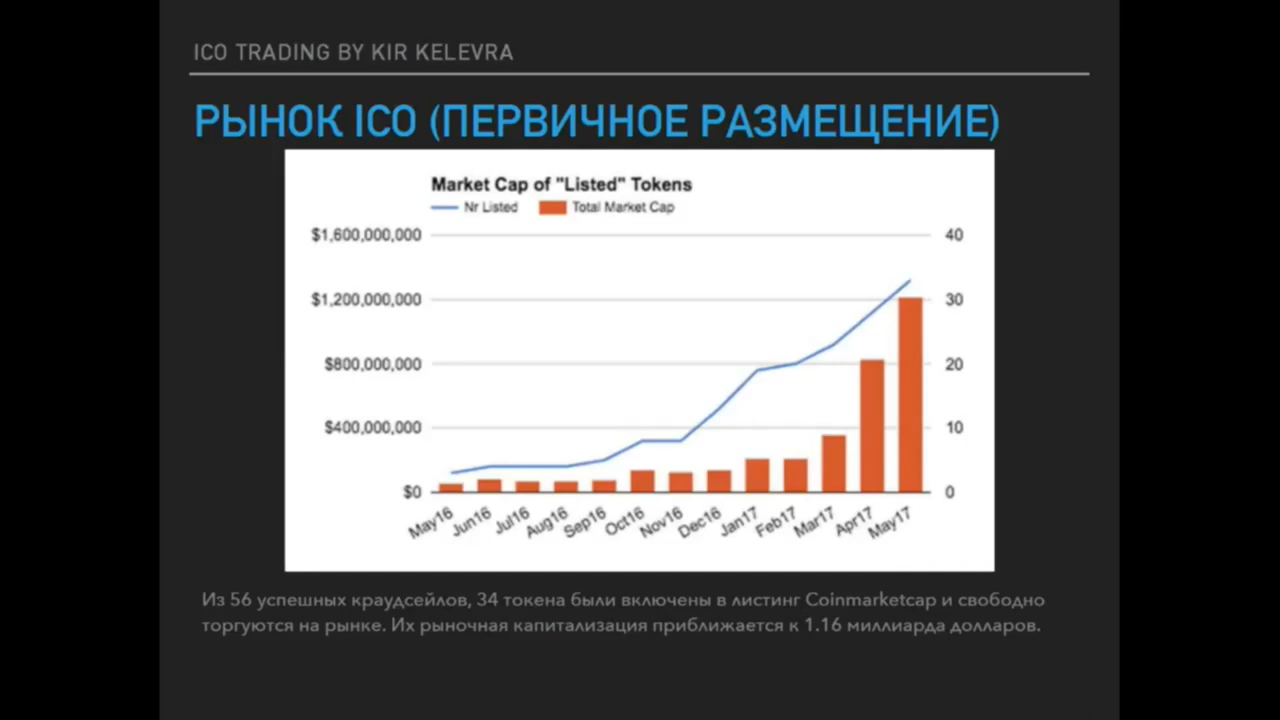 ICO TRADING BY KIR KELEVRA
РЫНОК ICO (ПЕРВИЧНОЕ РАЗМЕЩЕНИЕ)
Market Cap of "Listed" Tokens
Nr Listed Total Market Cap
$1,600,000,000 40
$1,200,000,000 30
$800,000,000 20
$400,000,000 10
$0 0
May16 Jun16 Jul16 Aug16 Sep16 Oct16 Nov16 Dec16 Jan17 Feb17 Mar17 Apr17 May17
Из 56 успешных краудсейлов, 34 токена были включены в листинг Coinmarketcap и свободно
торгуются на рынке. Их рыночная капитализация приближается к 1.16 миллиарда долларов.